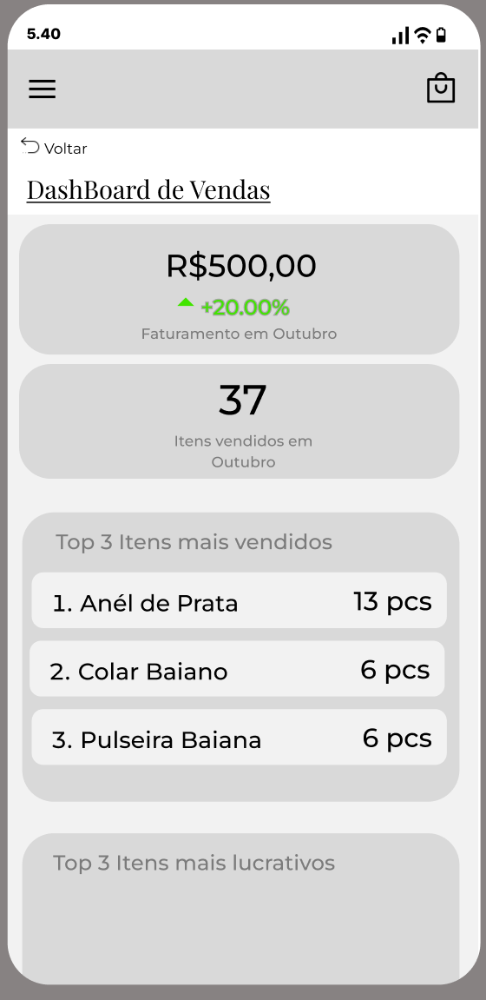 5.40
Voltar
DashBoard de Vendas
R$500,00
+20.00%
Faturamento em Outubro
37
Itens vendidos em
Outubro
Top 3 Itens mais vendidos
1. Anél de Prata 13 pcs
2. Colar Baiano 6 pcs
3. Pulseira Baiana 6 pcs
Top 3 Itens mais lucrativos